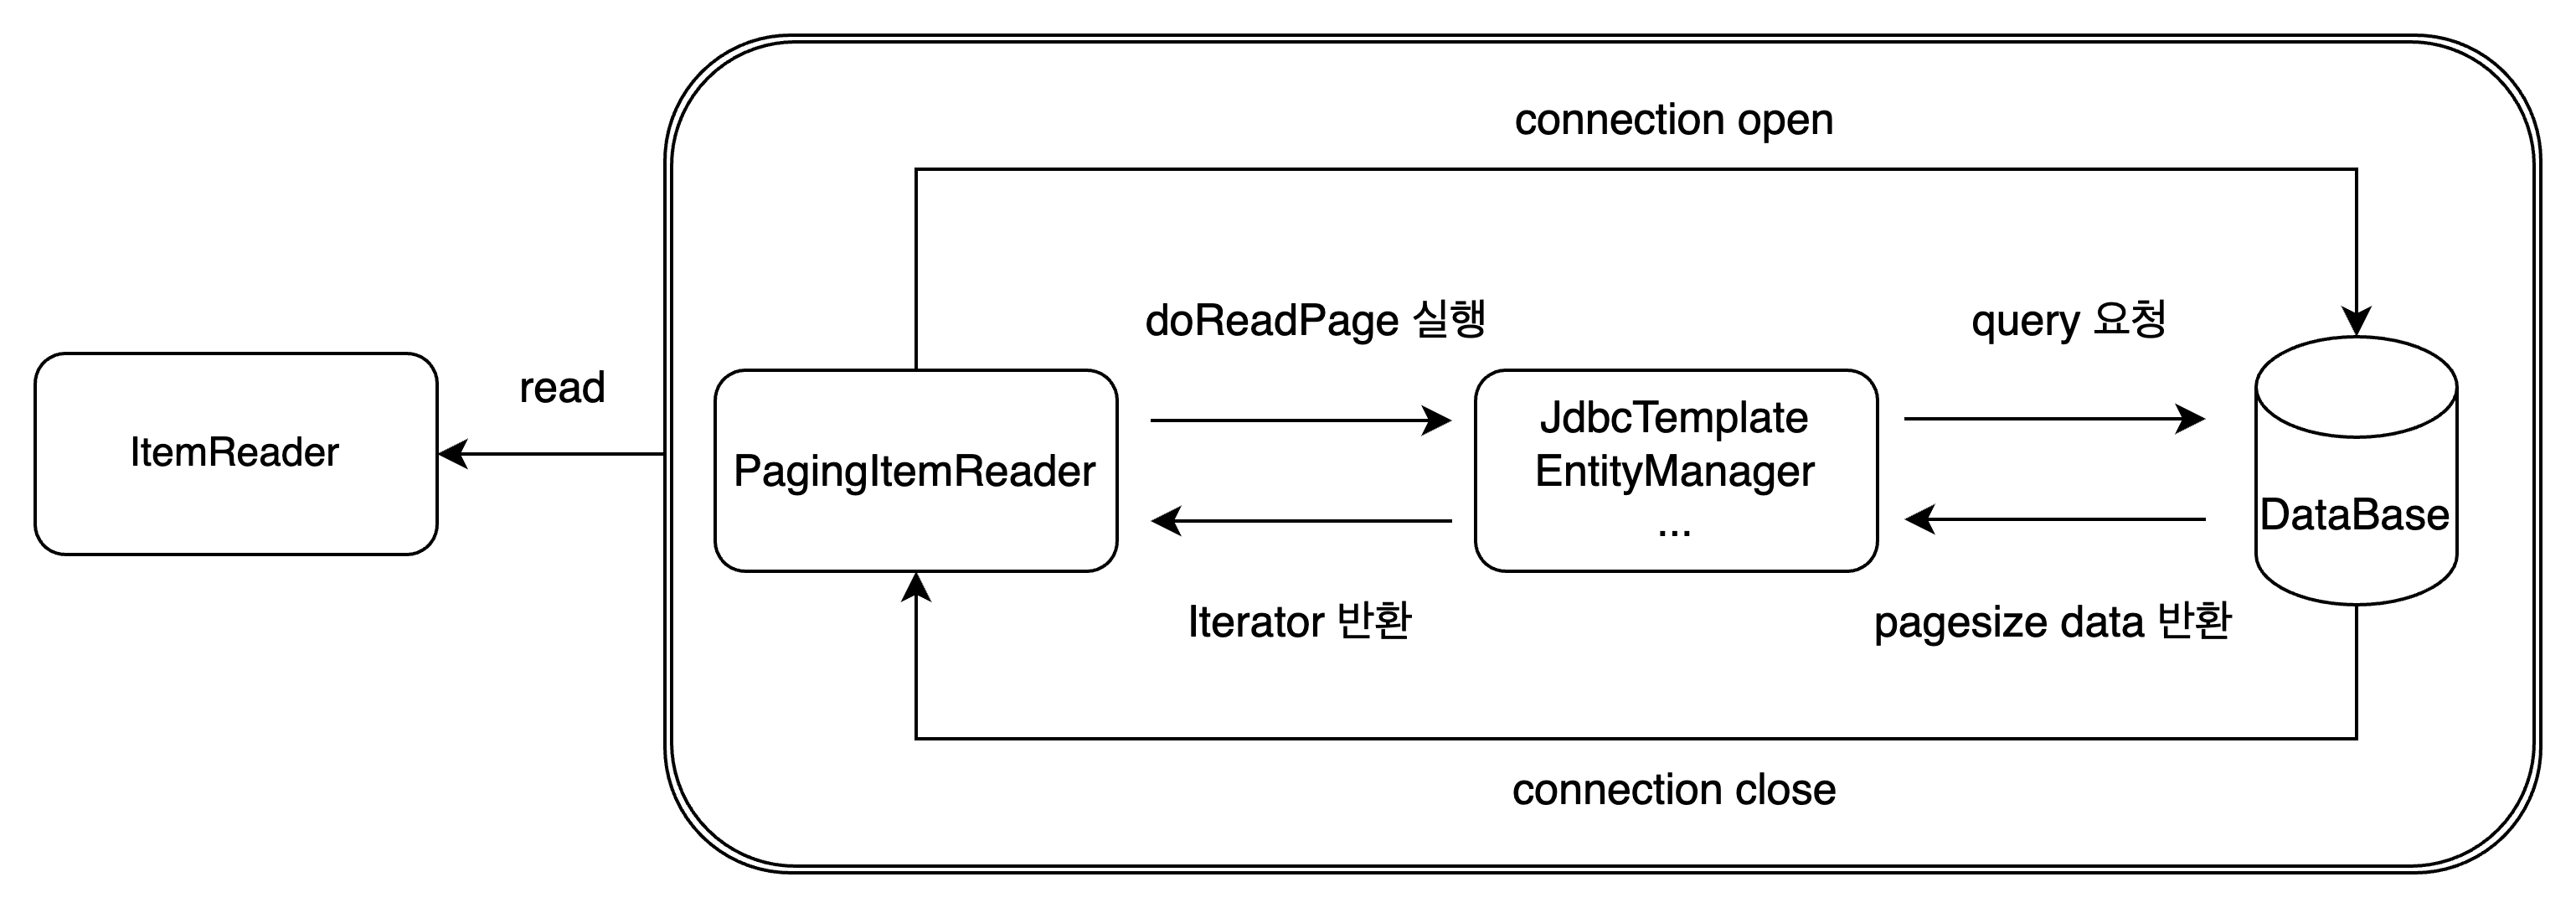 connection open
doReadPage 실행
query 요청
read
ItemReader
PagingItemReader
JdbcTemplate
EntityManager
...
DataBase
Iterator 반환
pagesize data 반환
connection close